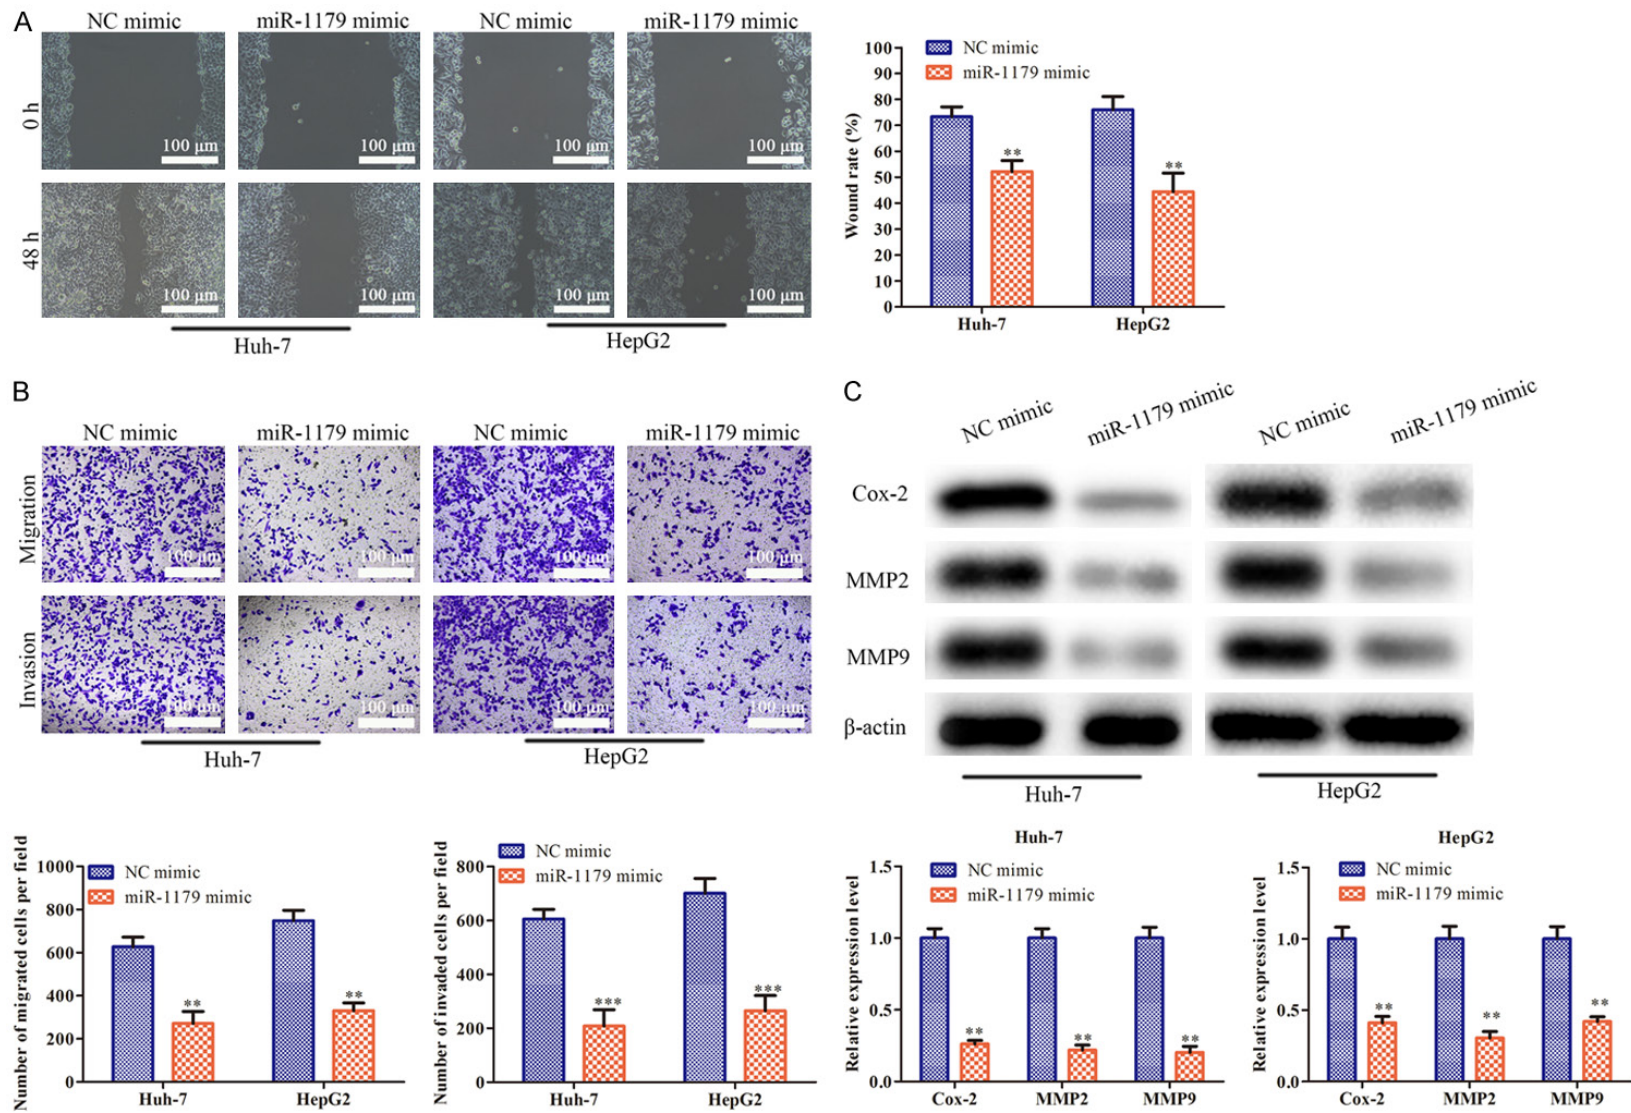 A
NC mimic miR-1179 mimic NC mimic miR-1179 mimic
0 h
100 μm 100 μm 100 μm 100 μm
48 h
100 μm 100 μm 100 μm 100 μm
Huh-7 HepG2
NC mimic
miR-1179 mimic
Wound rate (%)
100
90
80
70
60
50
40
30
20
10
0
** **
Huh-7 HepG2
B
NC mimic miR-1179 mimic NC mimic miR-1179 mimic
Migration
100 μm 100 μm 100 μm 100 μm
Invasion
100 μm 100 μm 100 μm 100 μm
Huh-7 HepG2
Number of migrated cells per field
1000
800
600
400
200
0
NC mimic
miR-1179 mimic
** **
Huh-7 HepG2
Number of invaded cells per field
800
600
400
200
0
NC mimic
miR-1179 mimic
*** ***
Huh-7 HepG2
C
NC mimic miR-1179 mimic NC mimic miR-1179 mimic
Cox-2
MMP2
MMP9
β-actin
Huh-7 HepG2
Huh-7
Relative expression level
1.5
1.0
0.5
0.0
NC mimic
miR-1179 mimic
** ** **
Cox-2 MMP2 MMP9
HepG2
Relative expression level
1.5
1.0
0.5
0.0
NC mimic
miR-1179 mimic
** ** **
Cox-2 MMP2 MMP9